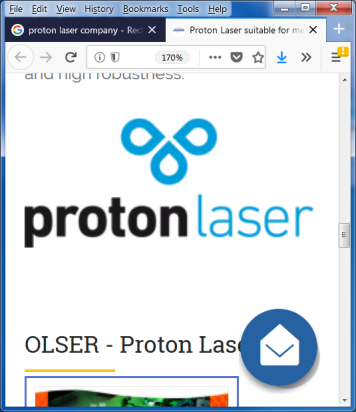 File Edit View History Bookmarks Tools Help
proton laser company - Rec
Proton Laser suitable for me
170%
and high robustness.
proton laser
OLSER - Proton Lase